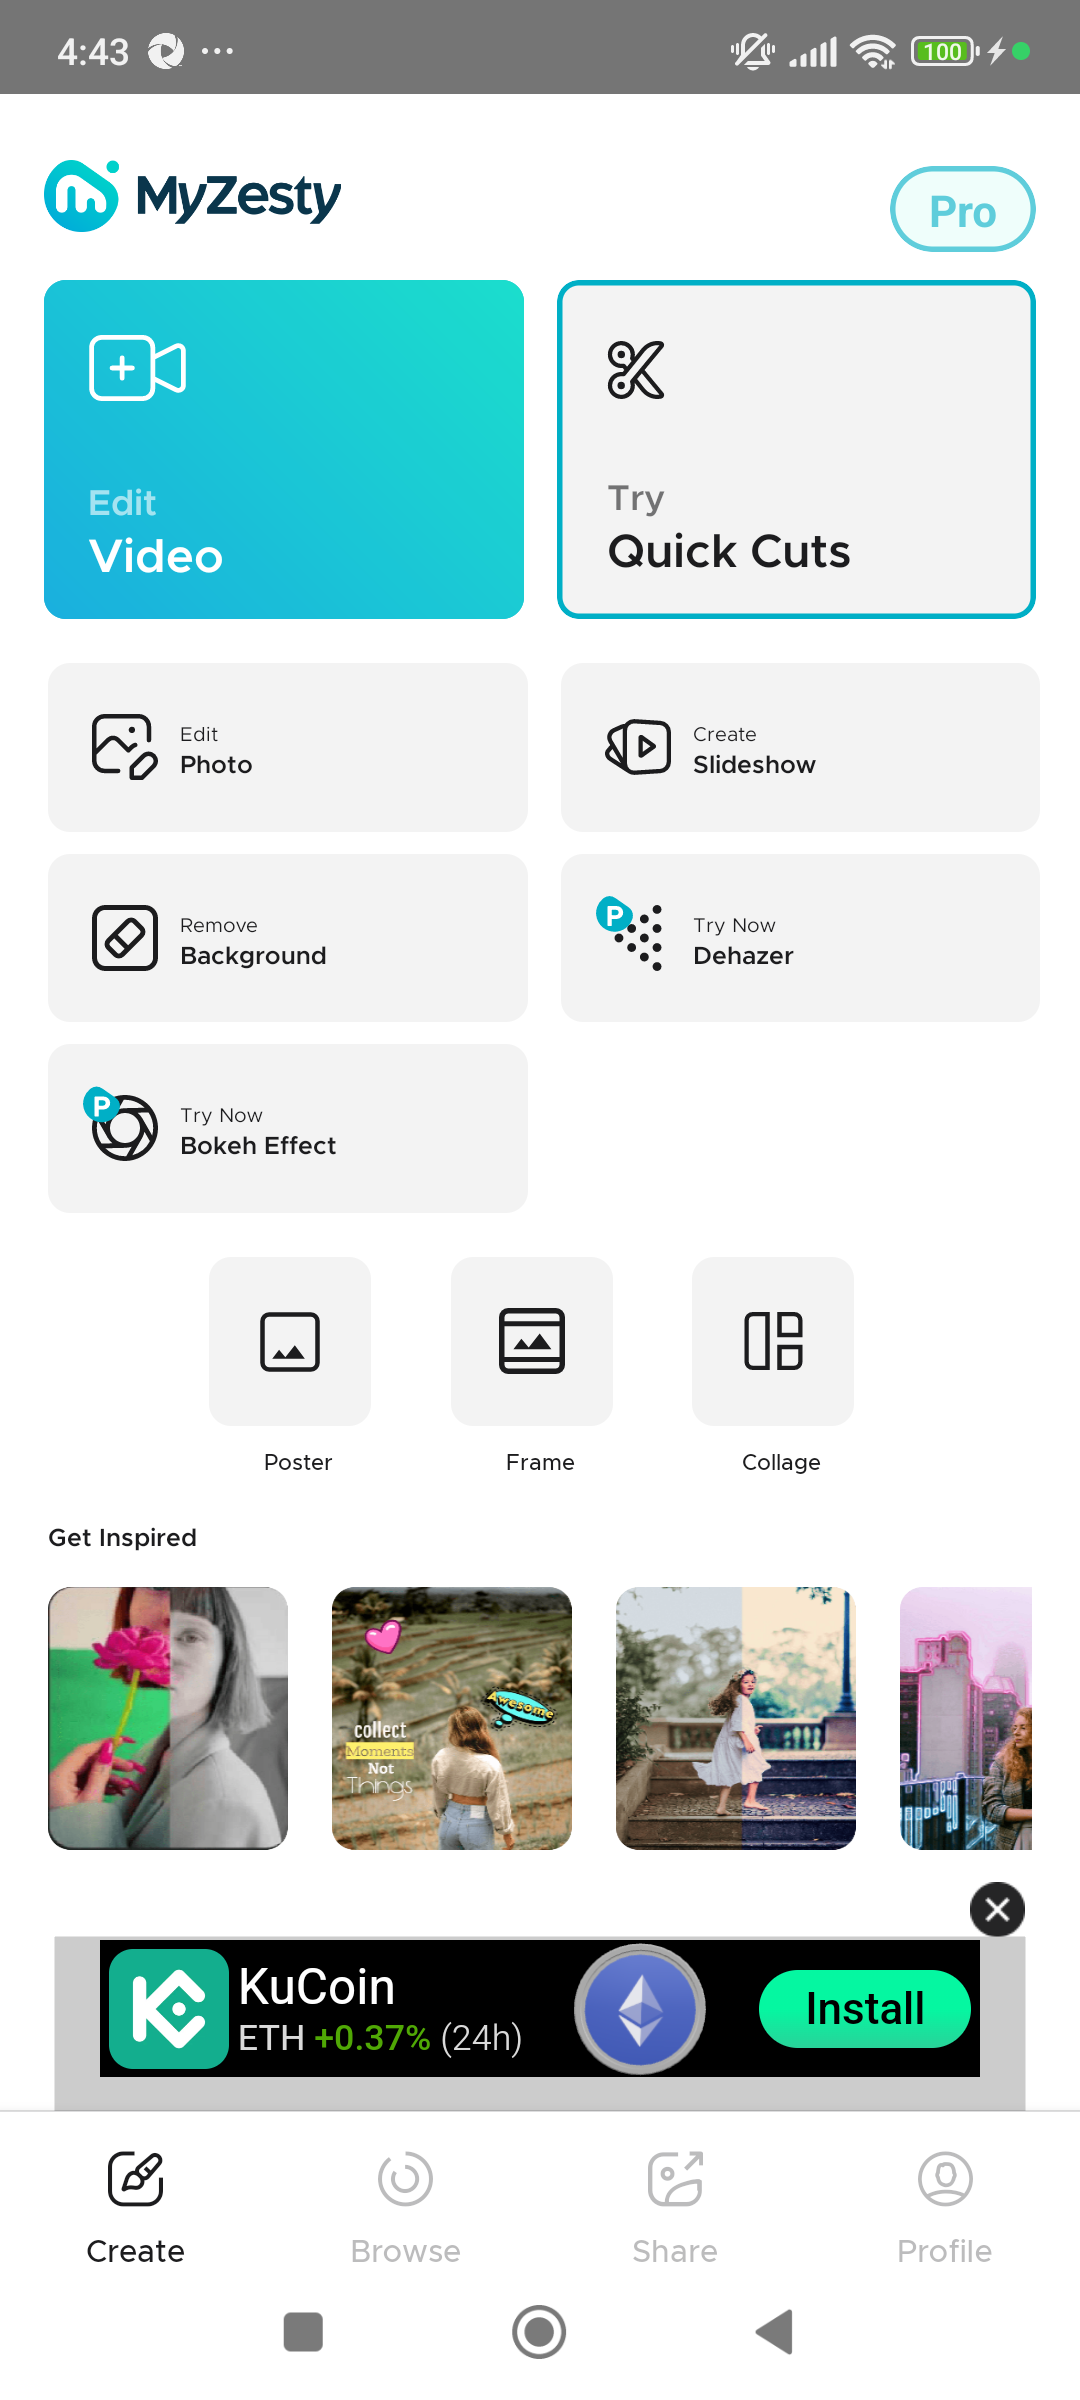 4:43
100
MyZesty
Pro
Edit
Video
Try
Quick Cuts
Edit
Photo
Create
Slideshow
Remove
Background
P
Try Now
Dehazer
P
Try Now
Bokeh Effect
Poster
Frame
Collage
Get Inspired
Awesome
collect
Moments
Not
Things
KuCoin
ETH +0.37% (24h)
Install
Create
Browse
Share
Profile